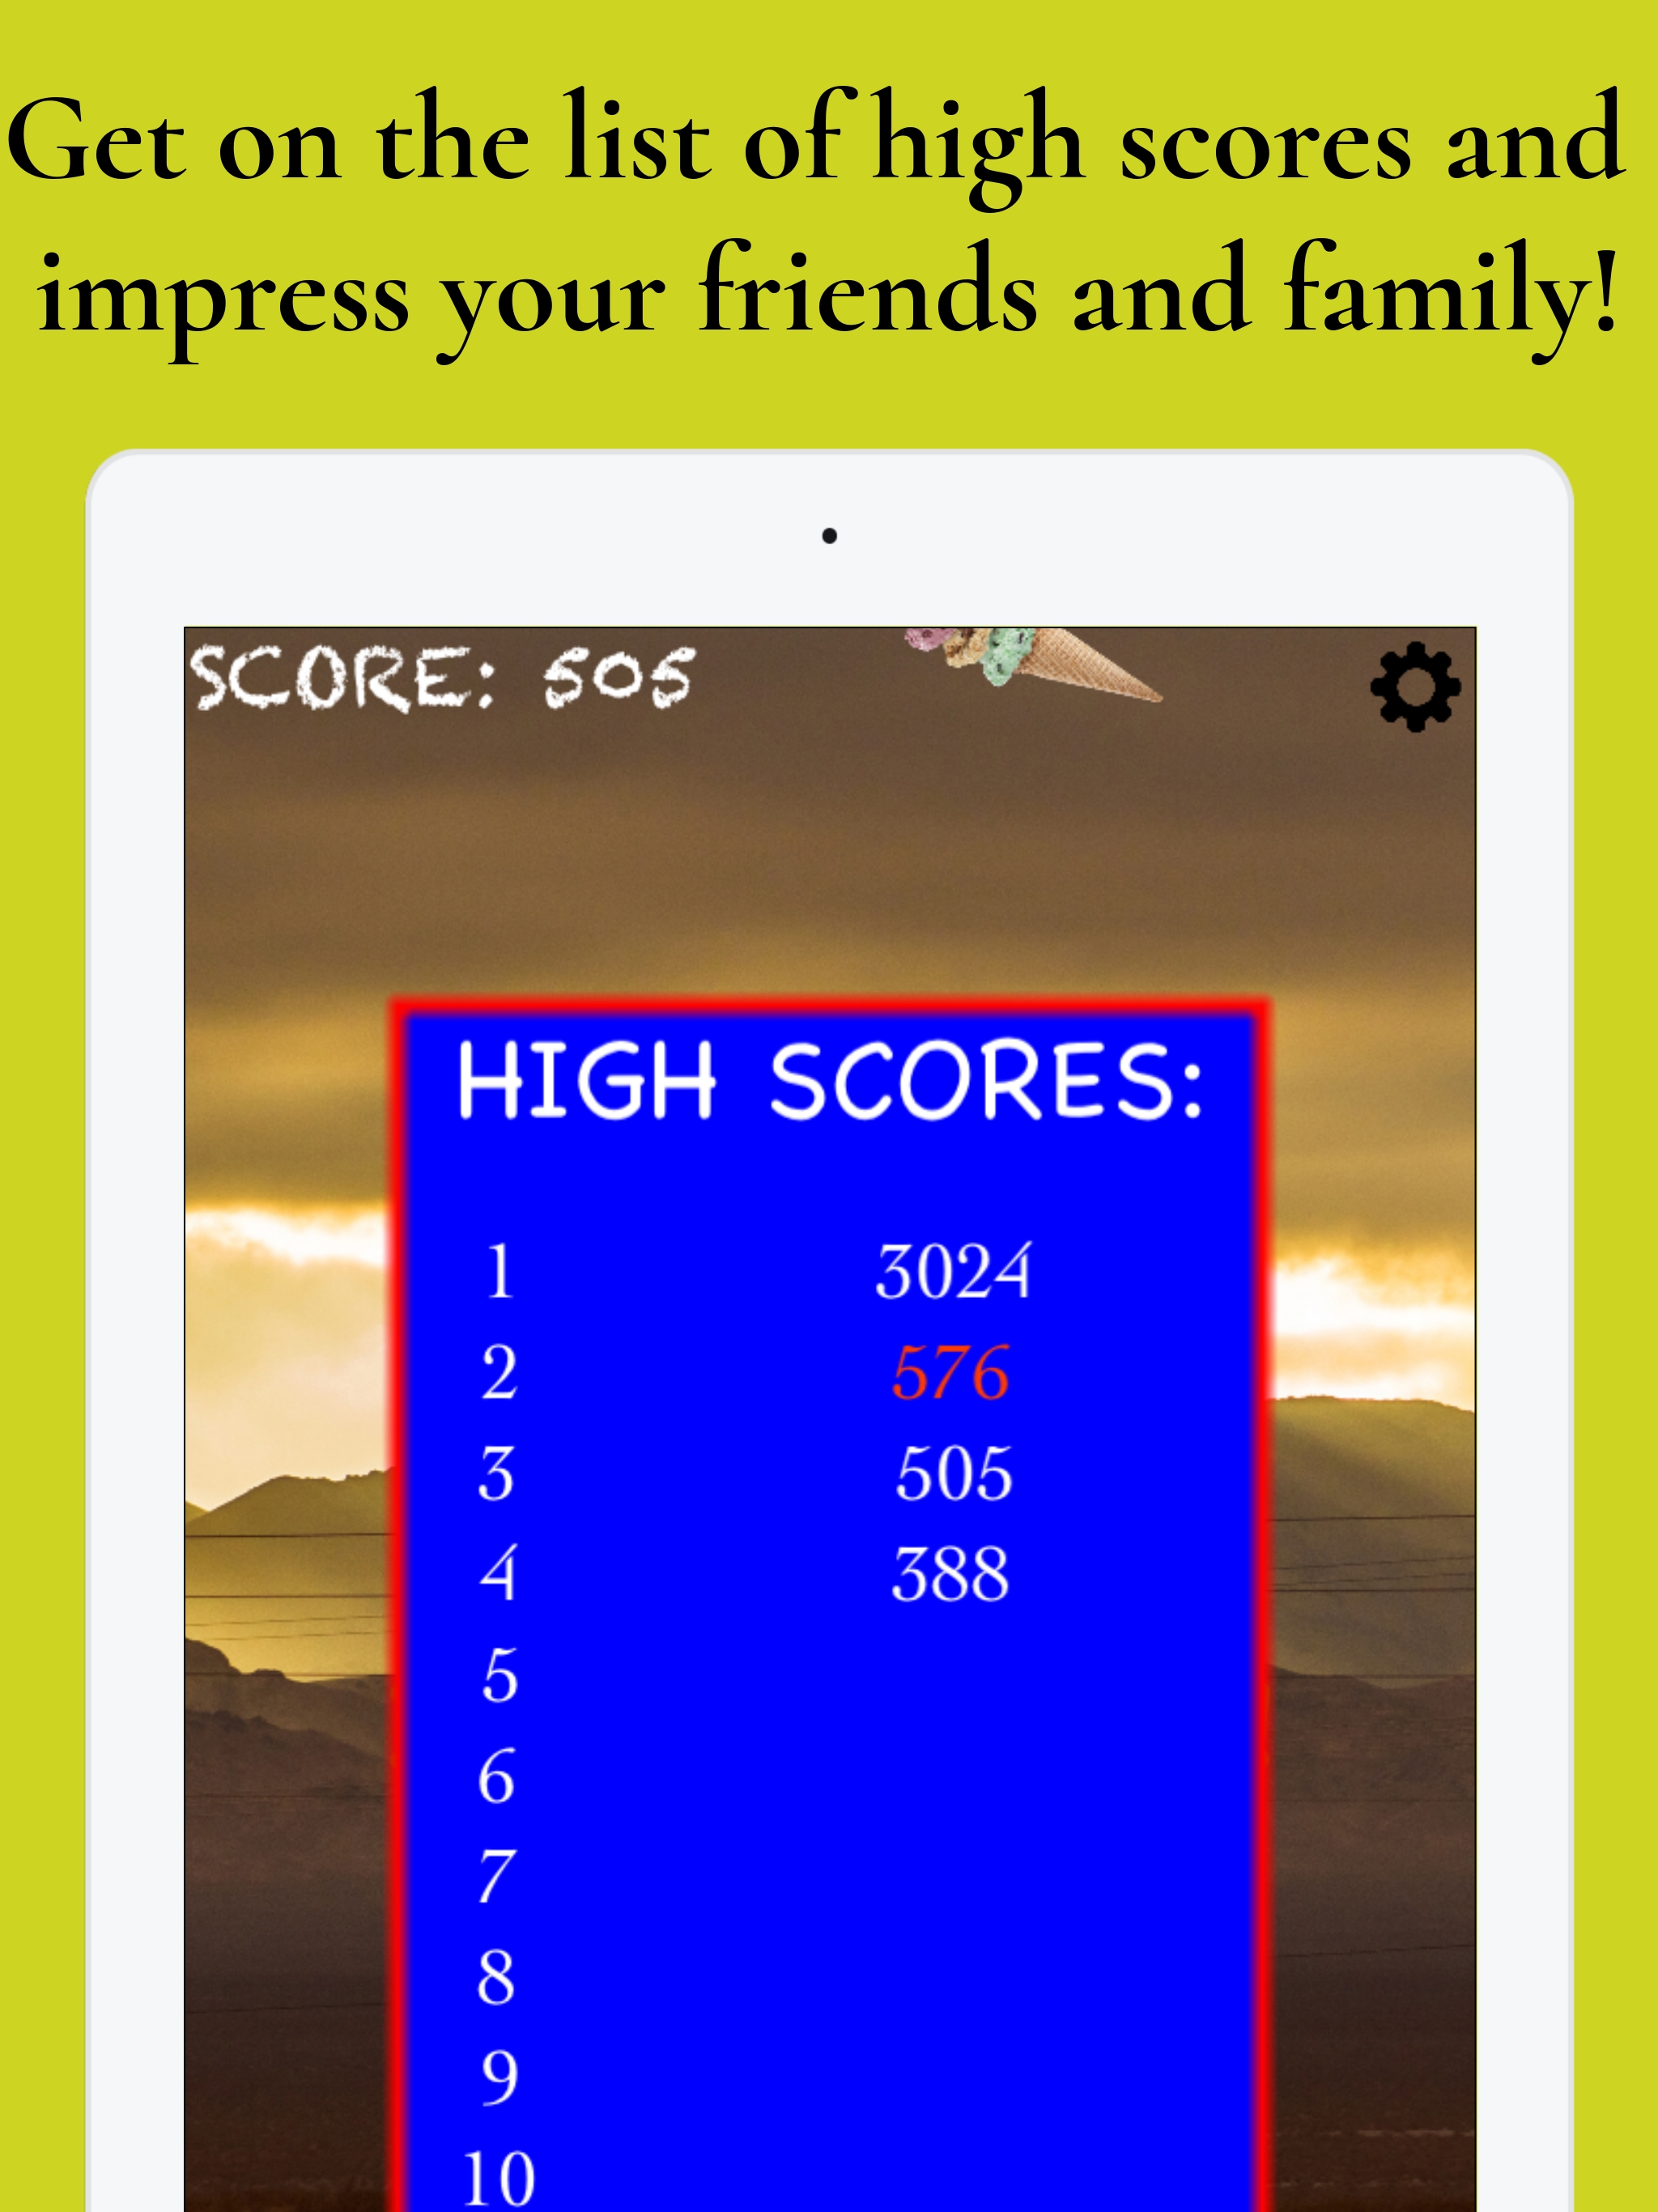 Get on the list of high scores and
impress your friends and family!
SCORE: 505
HIGH SCORES:
1 3024
2 576
3 505
4 388
5
6
7
8
9
10